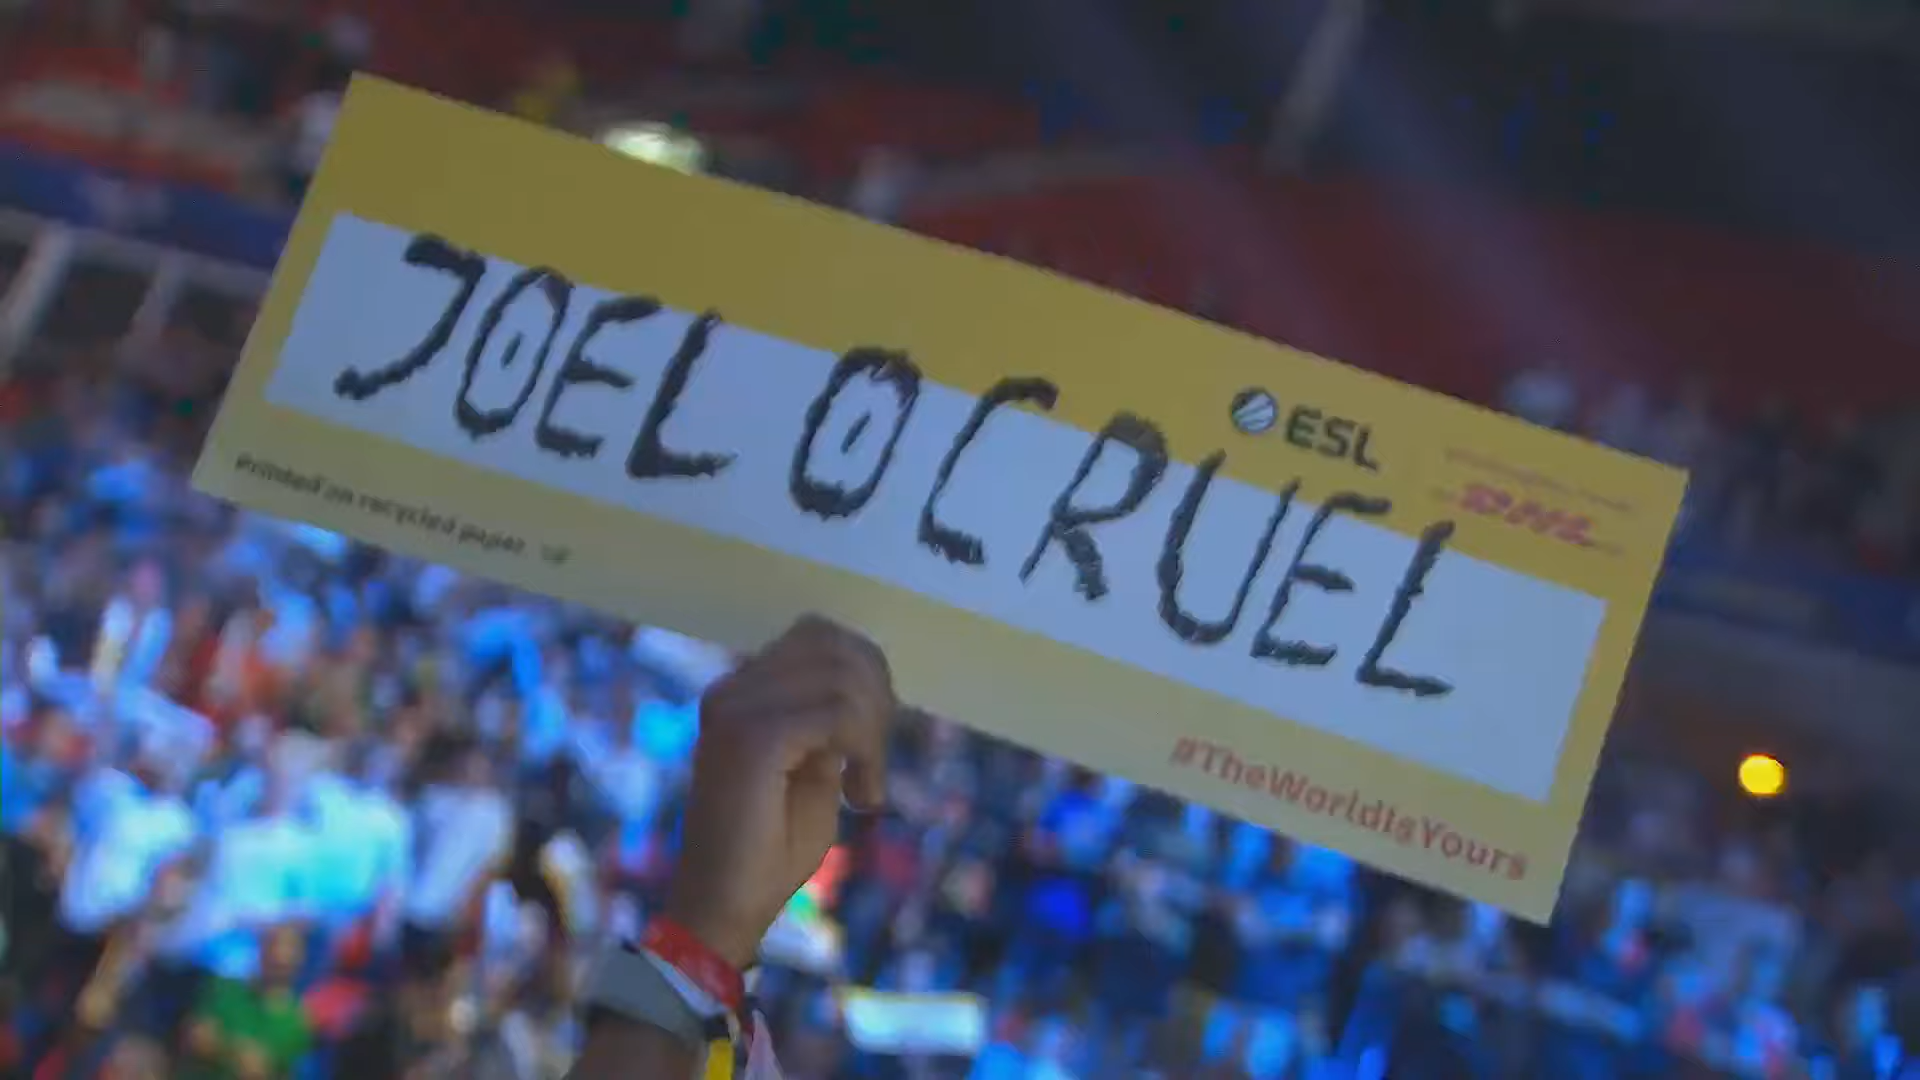 JOEL O CRUEL
ESL
DHL
Printed on recycled paper
#TheWorldIsYours